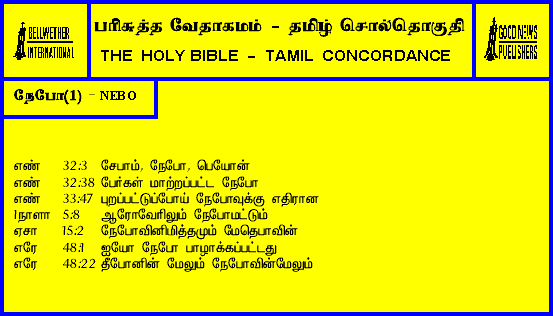 BELLWETHER
INTERNATIONAL
பரிசுத்த வேதாகமம் - தமிழ் சொல்தொகுதி
THE HOLY BIBLE - TAMIL CONCORDANCE
GOOD NEWS
PUBLISHERS
நேபோ(1) - NEBO
எண் 32:3 சேபாம், நேபோ, பெயோன்
எண் 32:38 பேர்கள் மாற்றப்பட்ட நேபோ
எண் 33:47 புறப்பட்டுப்போய் நேபோவுக்கு எதிரான
1நாளா 5:8 ஆரோவேரிலும் நேபோமட்டும்
ஏசா 15:2 நேபோவினிமித்தமும் மேதெபாவின்
எரே 48:1 ஐயோ நேபோ பாழாக்கப்பட்டது
எரே 48:22 தீபோனின் மேலும் நேபோவின்மேலும்